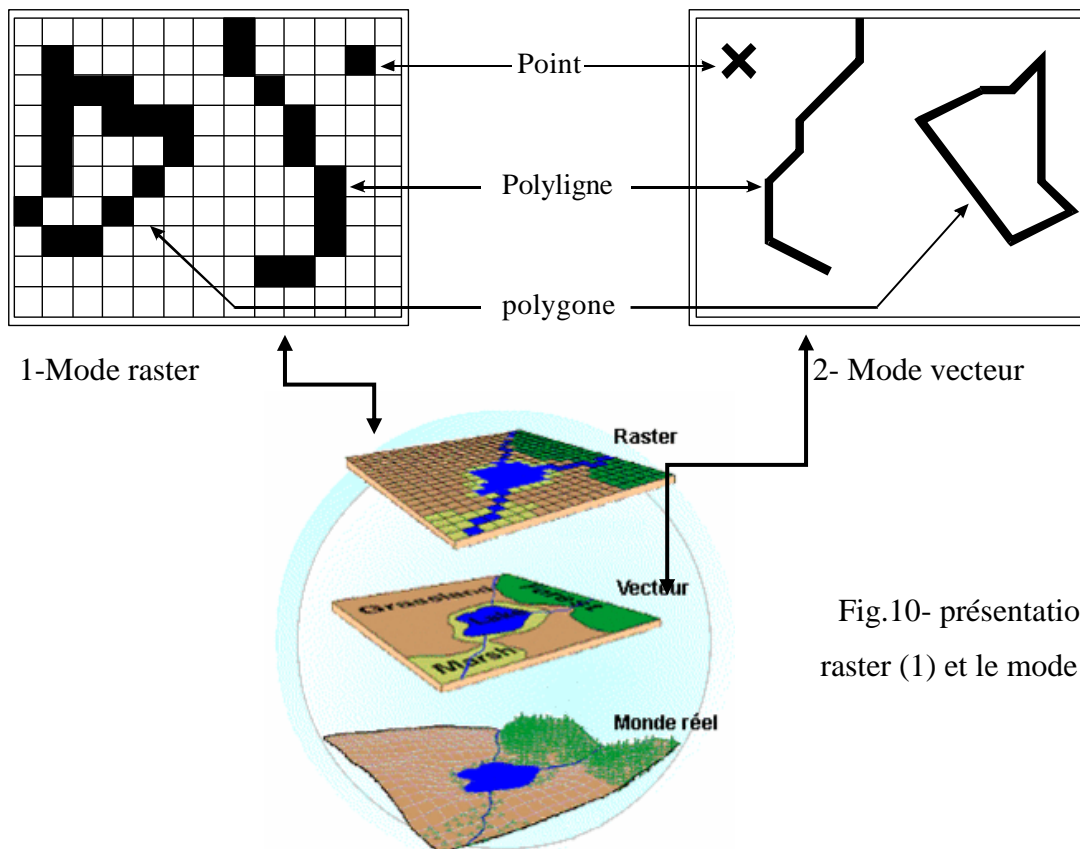 Point
Polyligne
polygone
1-Mode raster
2- Mode vecteur
Raster
Vecteur
Grassland
Forest
Lake
Marsh
Fig.10- présentatio
raster (1) et le mode
Monde réel